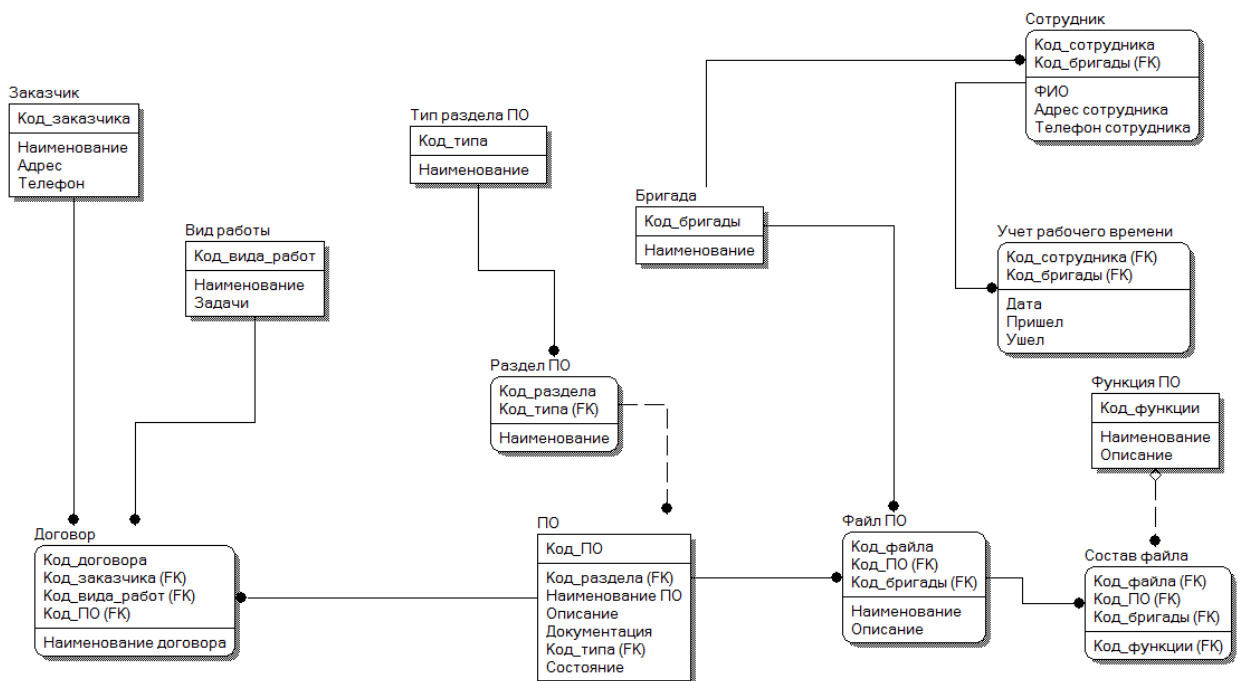 Сотрудник
Код_сотрудника
Код_бригады (FK)
ФИО
Адрес сотрудника
Телефон сотрудника
Заказчик
Код_заказчика
Наименование
Адрес
Телефон
Тип раздела ПО
Код_типа
Наименование
Бригада
Код_бригады
Наименование
Вид работы
Код_вида_работ
Наименование
Задачи
Учет рабочего времени
Код_сотрудника (FK)
Код_бригады (FK)
Дата
Пришел
Ушел
Раздел ПО
Код_раздела
Код_типа (FK)
Наименование
Функция ПО
Код_функции
Наименование
Описание
Договор
Код_договора
Код_заказчика (FK)
Код_вида_работ (FK)
Код_ПО (FK)
Наименование договора
ПО
Код_ПО
Код_раздела (FK)
Наименование ПО
Описание
Документация
Код_типа (FK)
Состояние
Файл ПО
Код_файла
Код_ПО (FK)
Код_бригады (FK)
Наименование
Описание
Состав файла
Код_файла (FK)
Код_ПО (FK)
Код_бригады (FK)
Код_функции (FK)